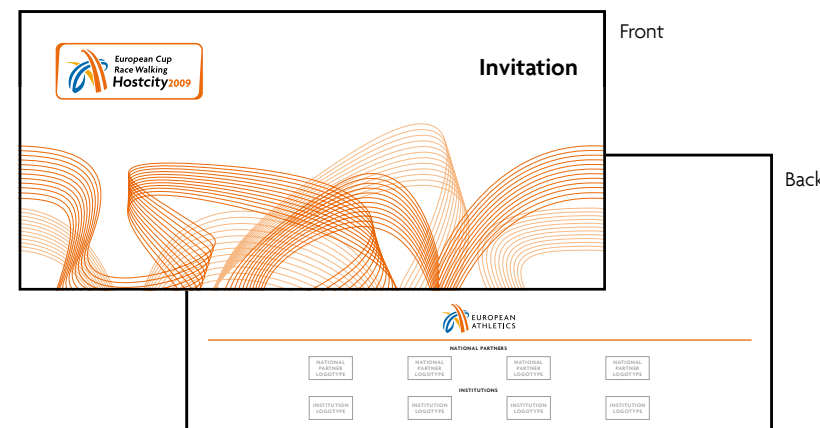 Front
European Cup
Race Walking
Hostcity2009
Invitation
Back
EUROPEAN
ATHLETICS
NATIONAL PARTNERS
NATIONAL PARTNER LOGOTYPE
NATIONAL PARTNER LOGOTYPE
NATIONAL PARTNER LOGOTYPE
NATIONAL PARTNER LOGOTYPE
INSTITUTIONS
INSTITUTION LOGOTYPE
INSTITUTION LOGOTYPE
INSTITUTION LOGOTYPE
INSTITUTION LOGOTYPE